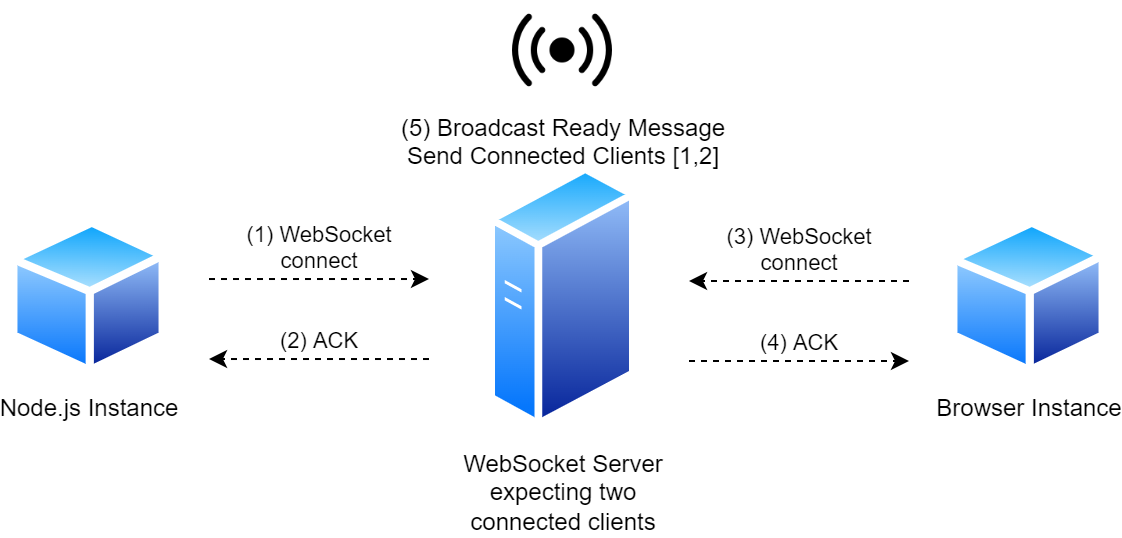 (5) Broadcast Ready Message
Send Connected Clients [1,2]
(1) WebSocket
connect
(3) WebSocket
connect
(2) ACK
(4) ACK
Node.js Instance
Browser Instance
WebSocket Server
expecting two
connected clients